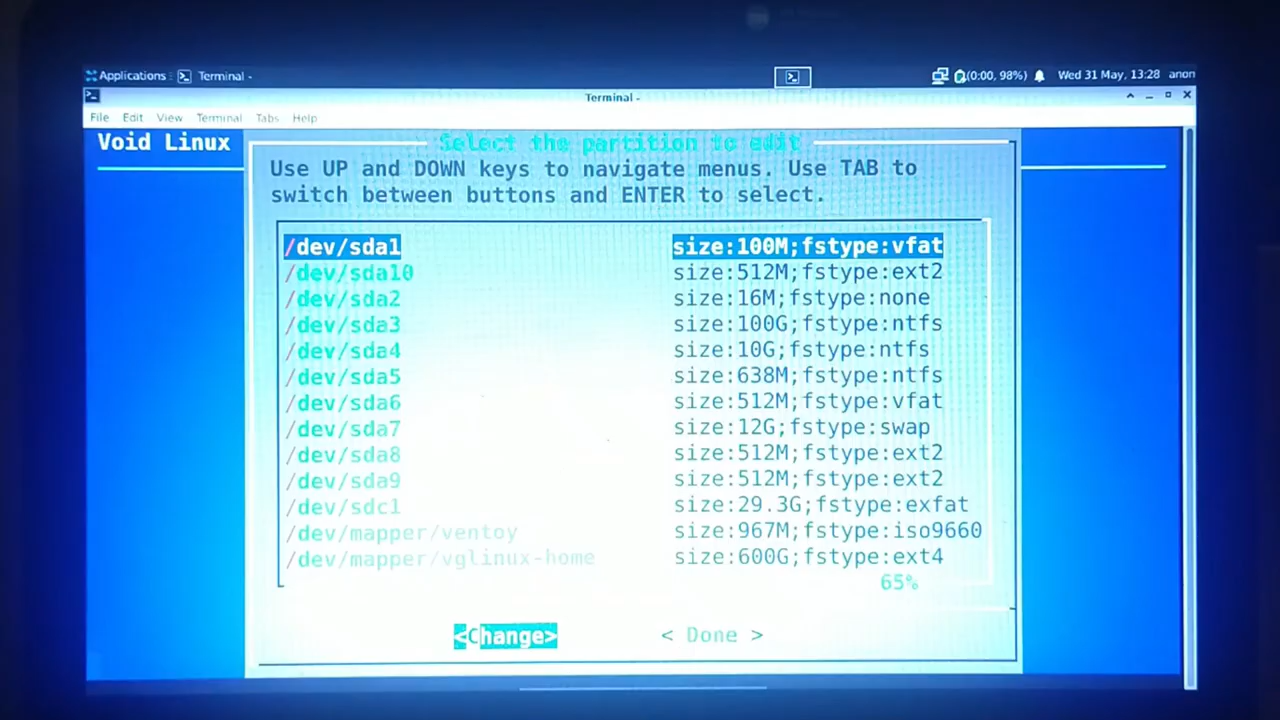 Applications Terminal - (0:00, 98%) Wed 31 May, 13:28 anon
Terminal -
File Edit View Terminal Tabs Help
Void Linux
Select the partition to edit
Use UP and DOWN keys to navigate menus. Use TAB to
switch between buttons and ENTER to select.
/dev/sda1 size:100M;fstype:vfat
/dev/sda10 size:512M;fstype:ext2
/dev/sda2 size:16M;fstype:none
/dev/sda3 size:100G;fstype:ntfs
/dev/sda4 size:10G;fstype:ntfs
/dev/sda5 size:638M;fstype:ntfs
/dev/sda6 size:512M;fstype:vfat
/dev/sda7 size:12G;fstype:swap
/dev/sda8 size:512M;fstype:ext2
/dev/sda9 size:512M;fstype:ext2
/dev/sdc1 size:29.3G;fstype:exfat
/dev/mapper/ventoy size:967M;fstype:iso9660
/dev/mapper/vglinux-home size:600G;fstype:ext4
65%
<Change> < Done >